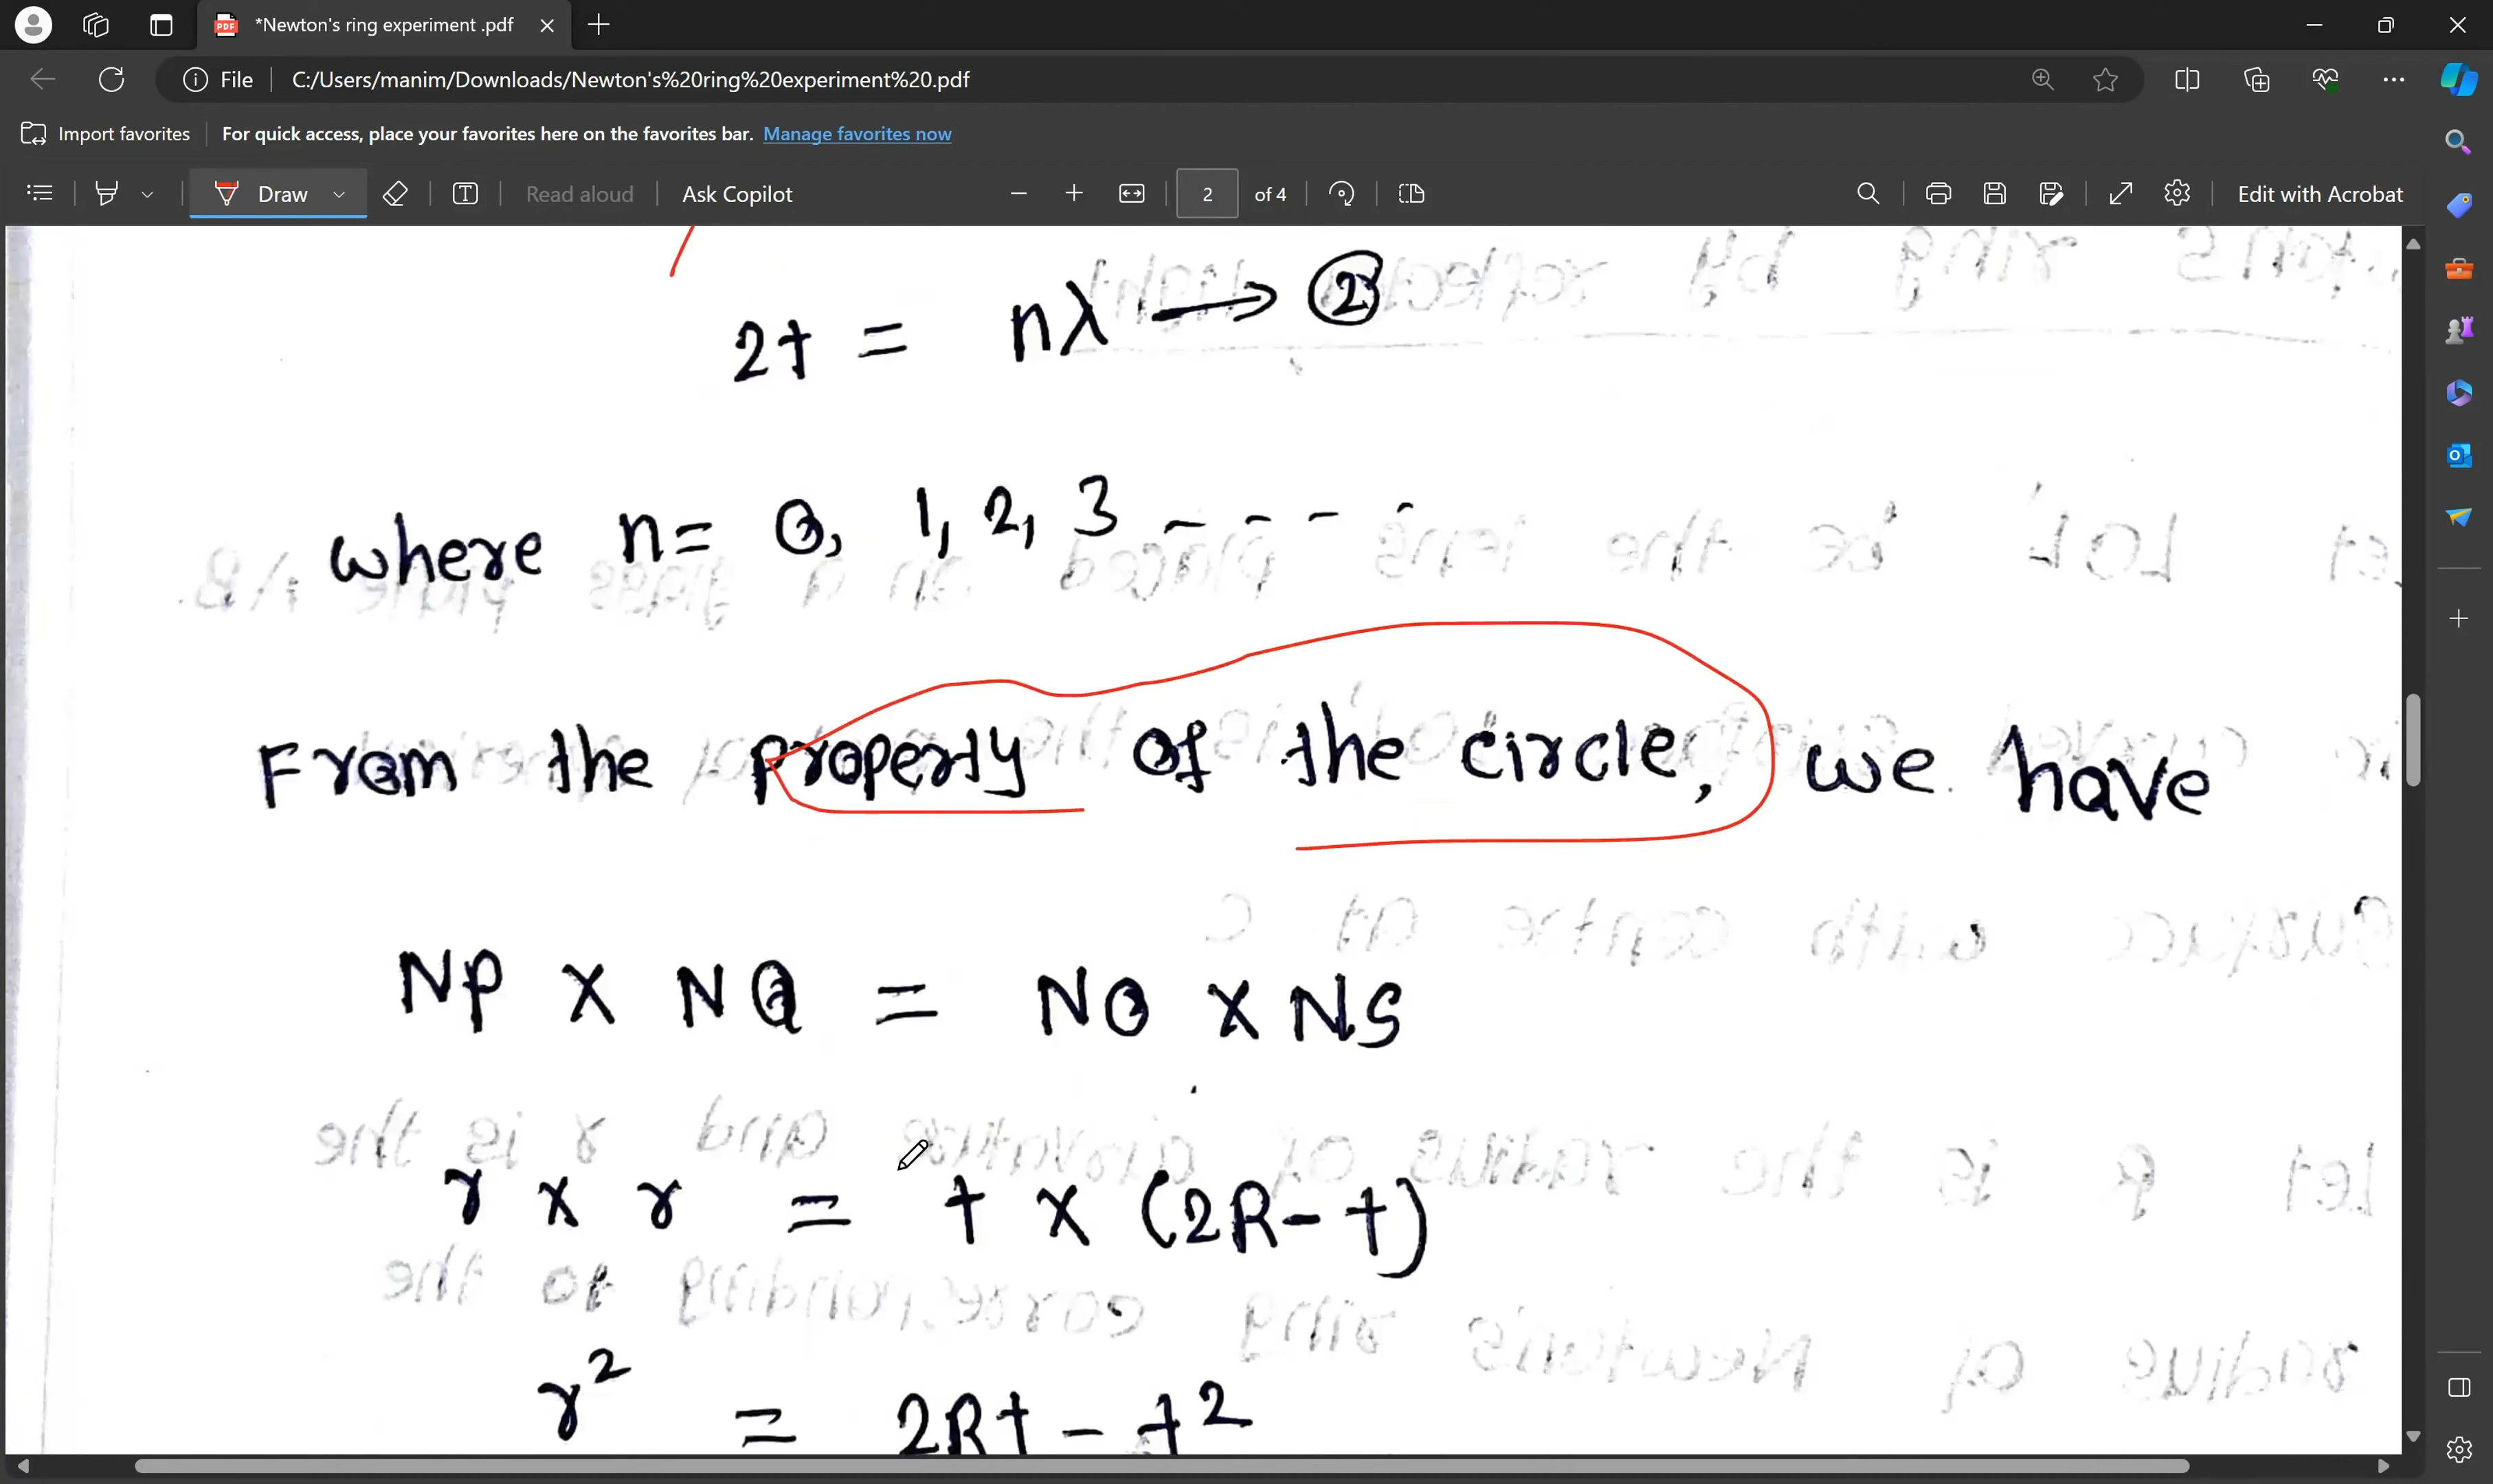 *Newton's ring experiment .pdf
File C:/Users/manim/Downloads/Newton's%20ring%20experiment%20.pdf
Import favorites For quick access, place your favorites here on the favorites bar. Manage favorites now
Draw Read aloud Ask Copilot 2 of 4 Edit with Acrobat
2t = nλ → ②
where n = 0, 1, 2, 3 - - - -
From the property of the circle, we have
NP × NQ = NO × NS
r × r = t × (2R - t)
r² = 2Rt - t²